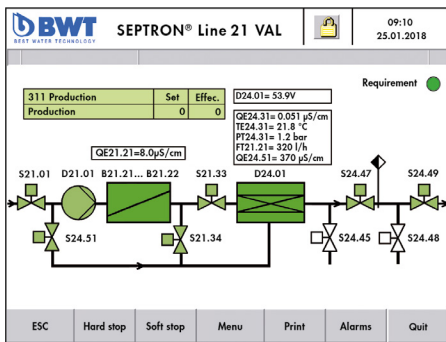 BWT
BEST WATER TECHNOLOGY
SEPTRON® Line 21 VAL
09:10
25.01.2018
Requirement
311 Production Set Effec.
Production 0 0
D24.01= 53.9V
QE24.31= 0.051 µS/cm
TE24.31= 21.8 °C
PT24.31= 1.2 bar
FT21.21= 320 l/h
QE24.51= 370 µS/cm
QE21.21=8.0µS/cm
S21.01 D21.01 B21.21... B21.22 S21.33 D24.01 S24.47 S24.49
S24.51 S21.34 S24.45 S24.48
ESC Hard stop Soft stop Menu Print Alarms Quit